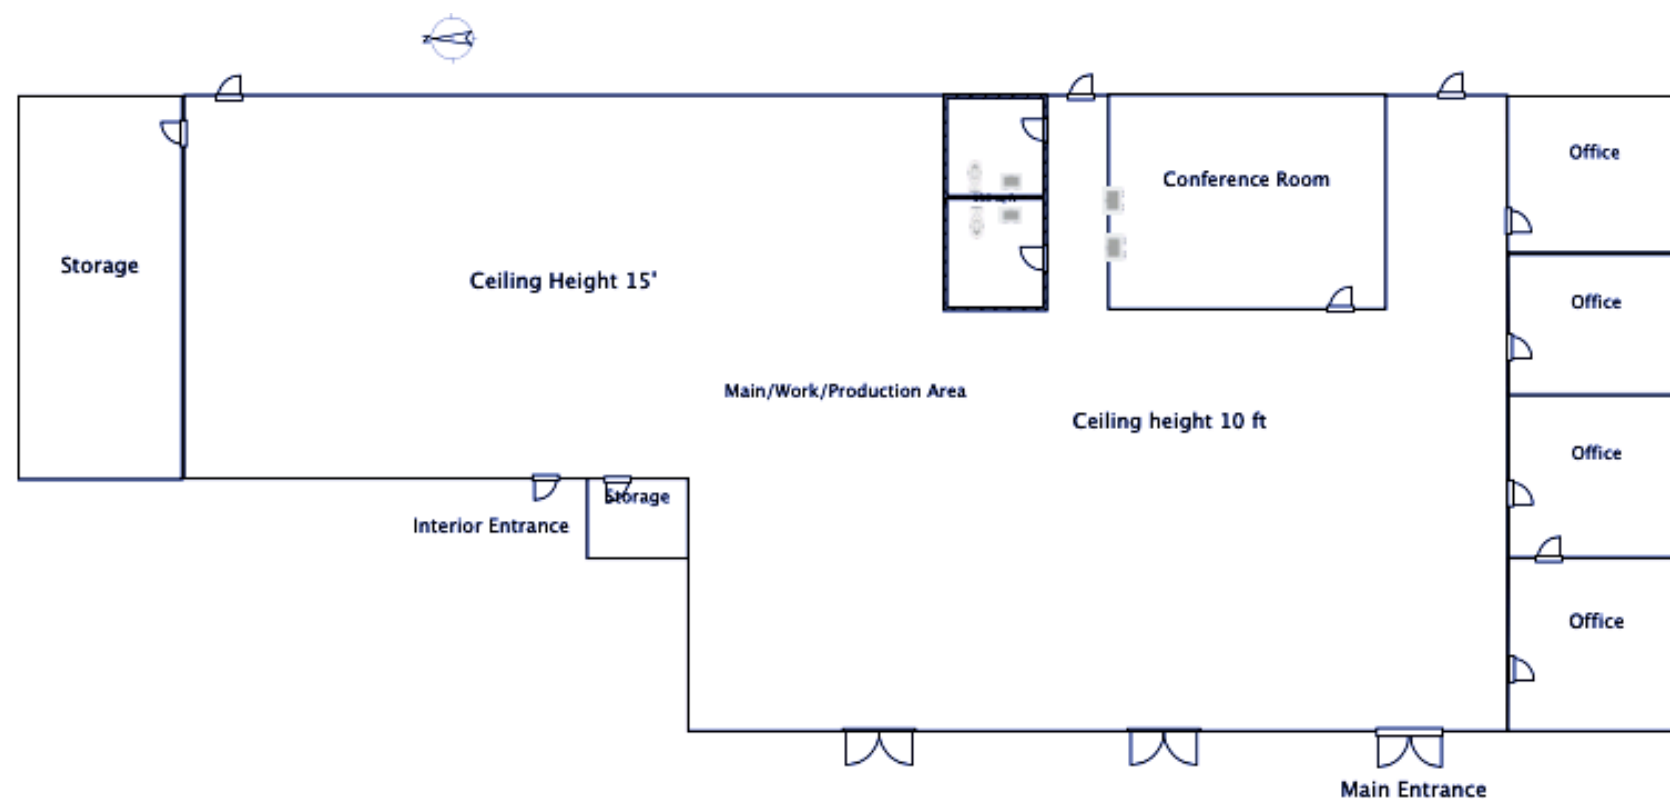 N
Office
Conference Room
Storage
Ceiling Height 15'
Office
Main/Work/Production Area
Ceiling height 10 ft
Office
Storage
Interior Entrance
Office
Main Entrance